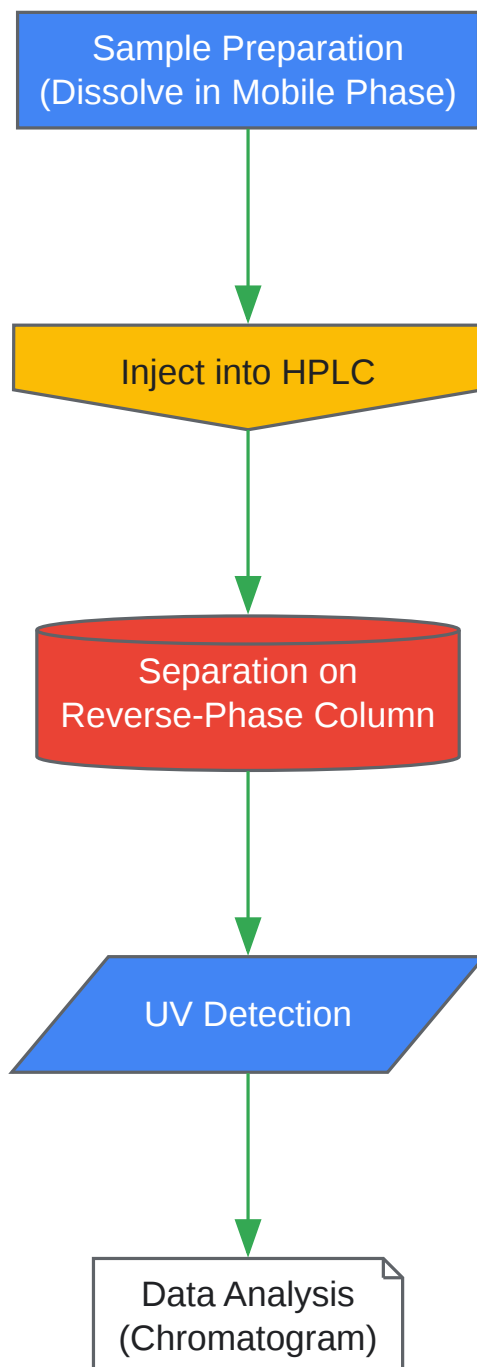 Sample Preparation
(Dissolve in Mobile Phase)
Inject into HPLC
Separation on
Reverse-Phase Column
UV Detection
Data Analysis
(Chromatogram)